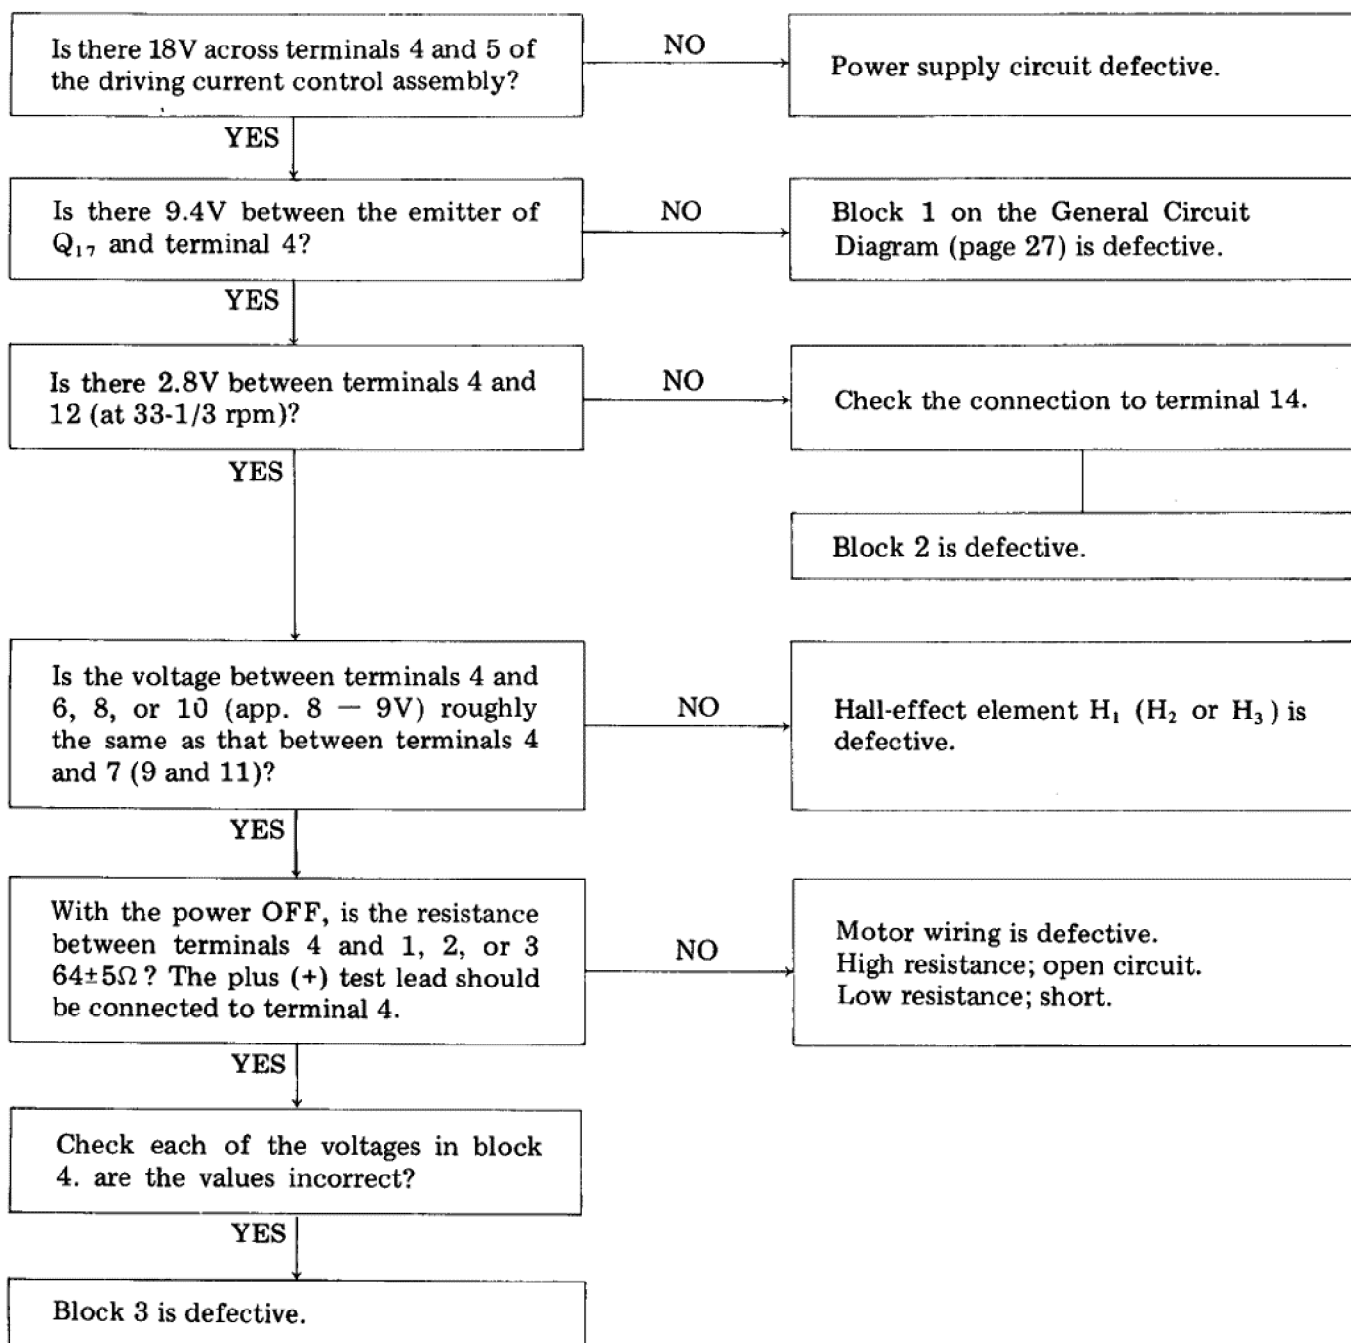 Is there 18V across terminals 4 and 5 of
the driving current control assembly?
NO
Power supply circuit defective.
YES
Is there 9.4V between the emitter of
Q₁₇ and terminal 4?
NO
Block 1 on the General Circuit
Diagram (page 27) is defective.
YES
Is there 2.8V between terminals 4 and
12 (at 33-1/3 rpm)?
NO
Check the connection to terminal 14.
YES
Block 2 is defective.
Is the voltage between terminals 4 and
6, 8, or 10 (app. 8 — 9V) roughly
the same as that between terminals 4
and 7 (9 and 11)?
NO
Hall-effect element H₁ (H₂ or H₃) is
defective.
YES
With the power OFF, is the resistance
between terminals 4 and 1, 2, or 3
64±5Ω? The plus (+) test lead should
be connected to terminal 4.
NO
Motor wiring is defective.
High resistance; open circuit.
Low resistance; short.
YES
Check each of the voltages in block
4. are the values incorrect?
YES
Block 3 is defective.